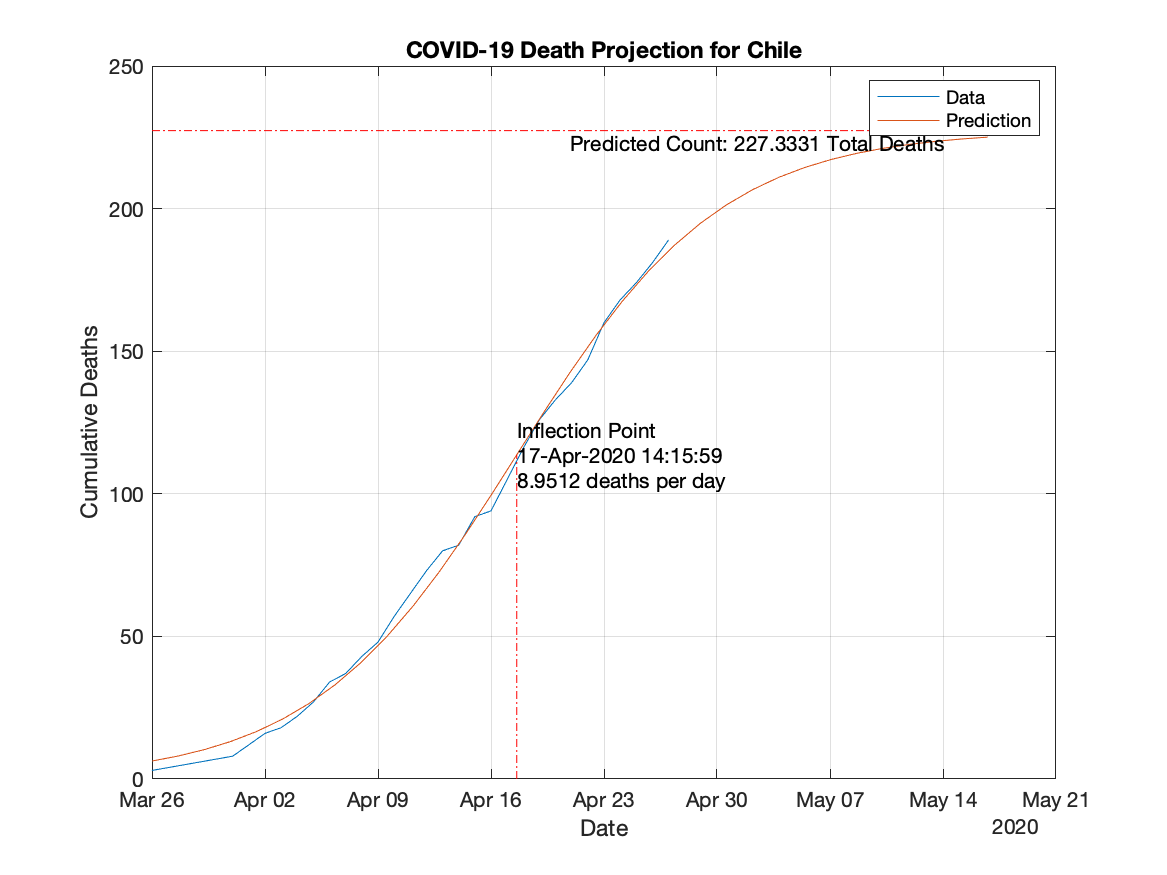 COVID-19 Death Projection for Chile
250
200
150
100
50
0
Cumulative Deaths
Data
Prediction
Predicted Count: 227.3331 Total Deaths
Inflection Point
17-Apr-2020 14:15:59
8.9512 deaths per day
Mar 26 Apr 02 Apr 09 Apr 16 Apr 23 Apr 30 May 07 May 14 May 21
Date
2020